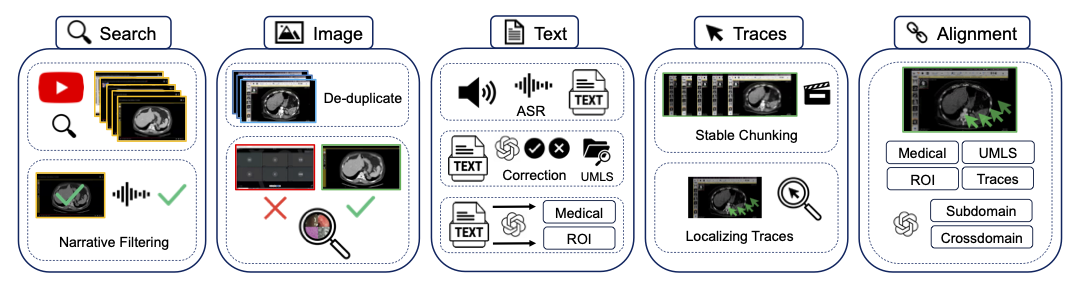 Search
Narrative Filtering
Image
De-duplicate
Text
ASR
TEXT
TEXT
Correction
UMLS
TEXT
Medical
ROI
Traces
Stable Chunking
Localizing Traces
Alignment
Medical
UMLS
ROI
Traces
Subdomain
Crossdomain